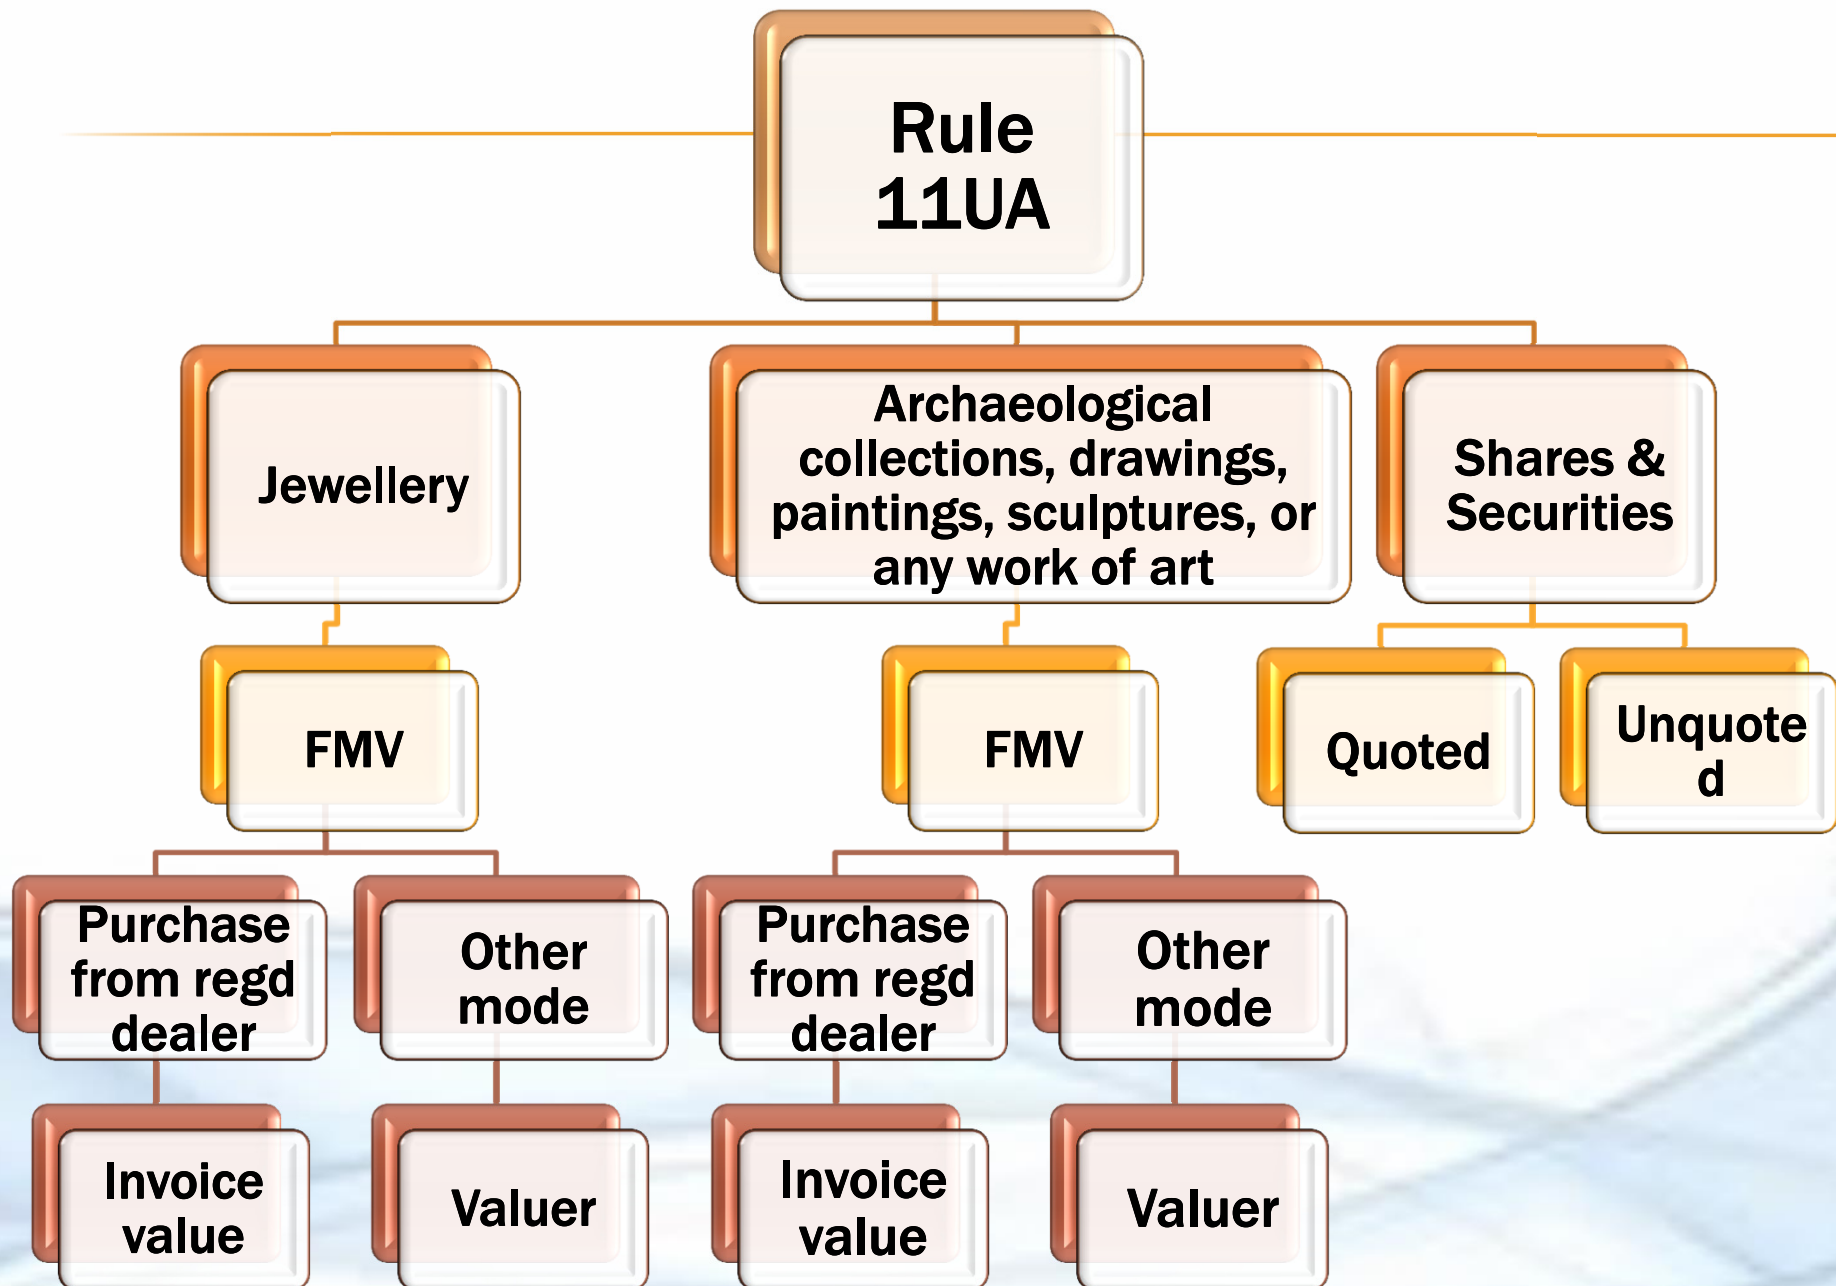 Rule
11UA
Jewellery
Archaeological
collections, drawings,
paintings, sculptures, or
any work of art
Shares &
Securities
FMV
FMV
Quoted
Unquote
d
Purchase
from regd
dealer
Other
mode
Purchase
from regd
dealer
Other
mode
Invoice
value
Valuer
Invoice
value
Valuer